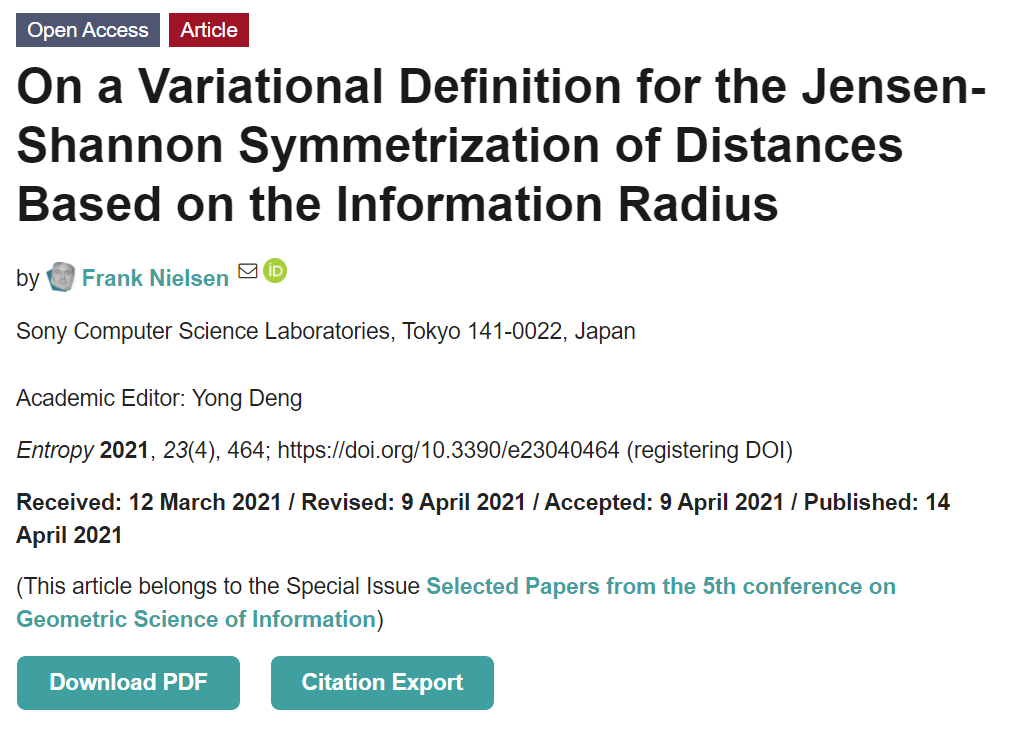 Open Access Article
On a Variational Definition for the Jensen-
Shannon Symmetrization of Distances
Based on the Information Radius
by Frank Nielsen iD
Sony Computer Science Laboratories, Tokyo 141-0022, Japan
Academic Editor: Yong Deng
Entropy 2021, 23(4), 464; https://doi.org/10.3390/e23040464 (registering DOI)
Received: 12 March 2021 / Revised: 9 April 2021 / Accepted: 9 April 2021 / Published: 14
April 2021
(This article belongs to the Special Issue Selected Papers from the 5th conference on
Geometric Science of Information)
Download PDF Citation Export